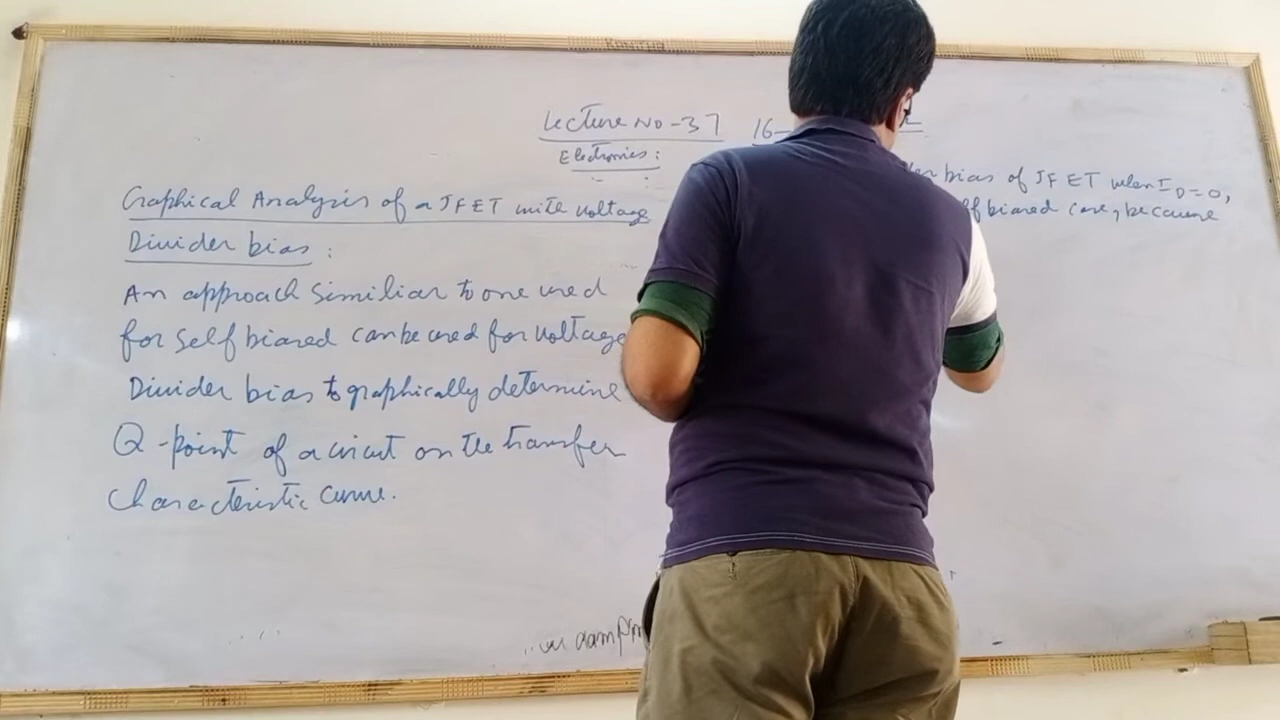 Lecture No-37 16-
Electronics:
Graphical Analysis of a JFET with voltage
Divider bias:
An approach similiar to one used
for self biased can be used for voltage
Divider bias to graphically determine
Q-point of a circuit on the transfer
characteristic curve.
bias of JFET when I D=0,
biased case, because